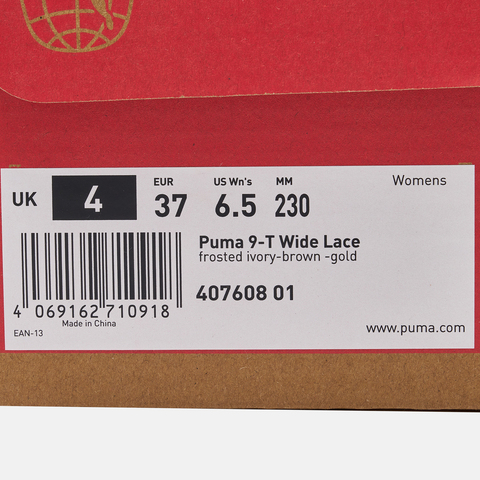 Womens
UK 4 EUR 37 US Wn's 6.5 MM 230
Puma 9-T Wide Lace
frosted ivory-brown -gold
407608 01
4 069162 710918
Made in China
EAN-13
www.puma.com